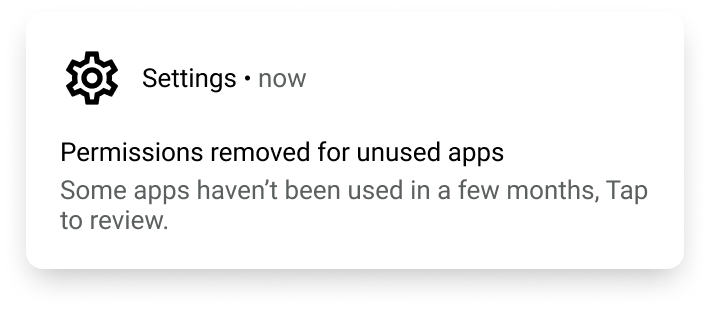 Settings • now
Permissions removed for unused apps
Some apps haven’t been used in a few months, Tap
to review.